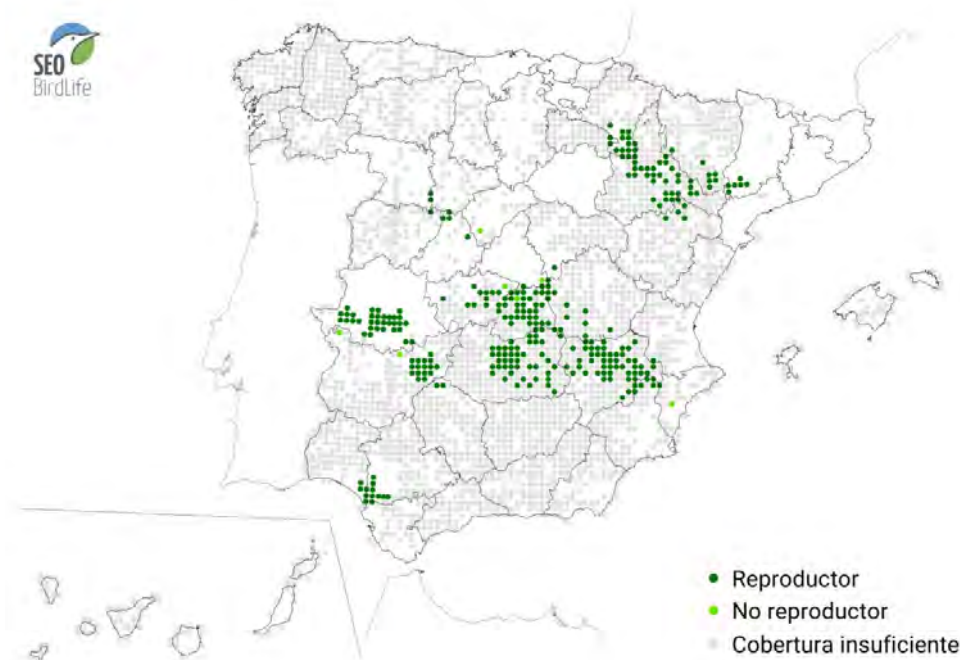 SEO
BirdLife
Reproductor
No reproductor
Cobertura insuficiente